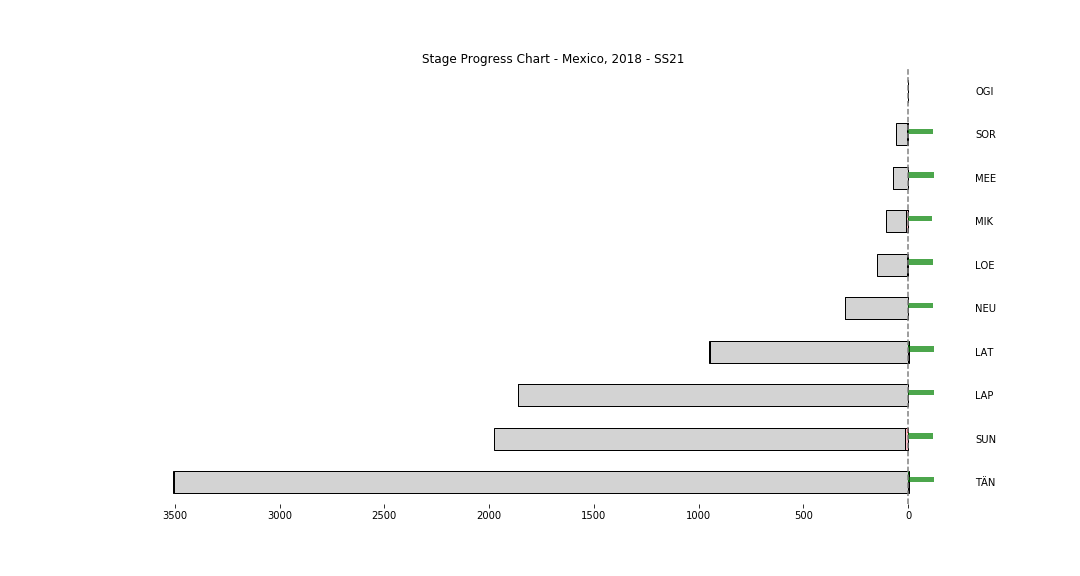 Stage Progress Chart - Mexico, 2018 - SS21
OGI
SOR
MEE
MIK
LOE
NEU
LAT
LAP
SUN
TÄN
3500 3000 2500 2000 1500 1000 500 0